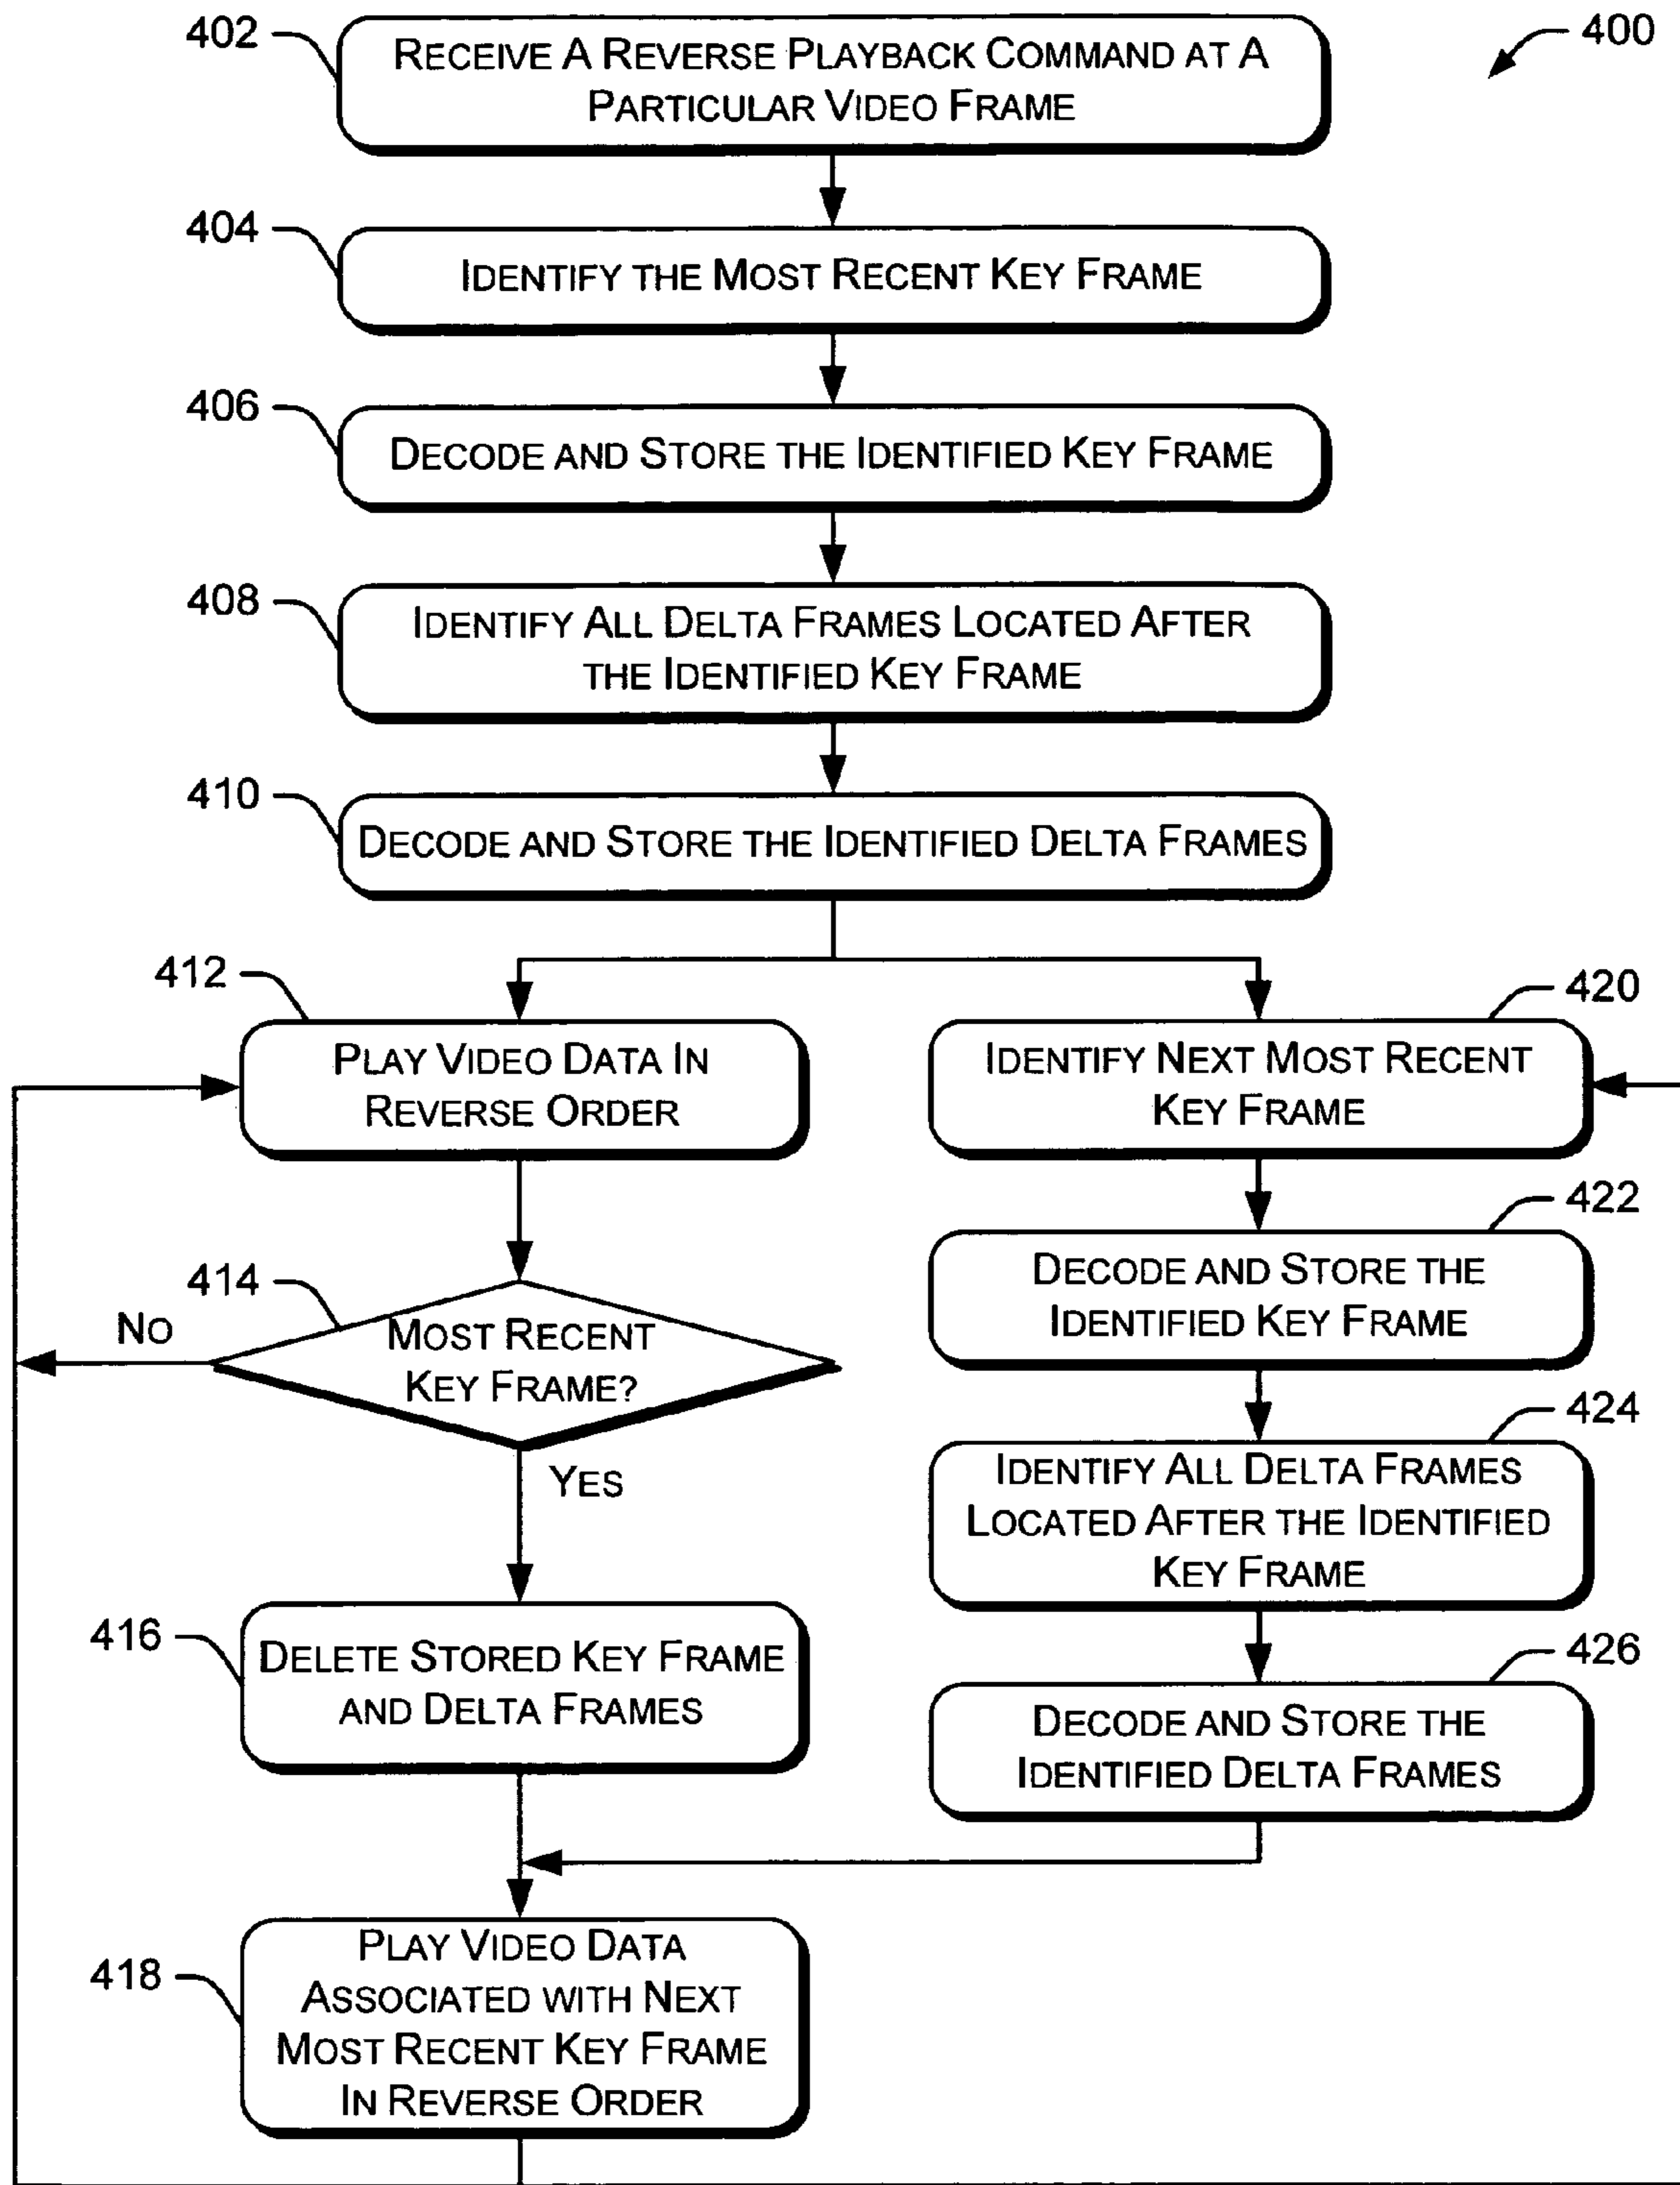 402
RECEIVE A REVERSE PLAYBACK COMMAND AT A
PARTICULAR VIDEO FRAME
400
404
IDENTIFY THE MOST RECENT KEY FRAME
406
DECODE AND STORE THE IDENTIFIED KEY FRAME
408
IDENTIFY ALL DELTA FRAMES LOCATED AFTER
THE IDENTIFIED KEY FRAME
410
DECODE AND STORE THE IDENTIFIED DELTA FRAMES
412
PLAY VIDEO DATA IN
REVERSE ORDER
414
MOST RECENT
KEY FRAME?
NO
YES
416
DELETE STORED KEY FRAME
AND DELTA FRAMES
418
PLAY VIDEO DATA
ASSOCIATED WITH NEXT
MOST RECENT KEY FRAME
IN REVERSE ORDER
420
IDENTIFY NEXT MOST RECENT
KEY FRAME
422
DECODE AND STORE THE
IDENTIFIED KEY FRAME
424
IDENTIFY ALL DELTA FRAMES
LOCATED AFTER THE IDENTIFIED
KEY FRAME
426
DECODE AND STORE THE
IDENTIFIED DELTA FRAMES